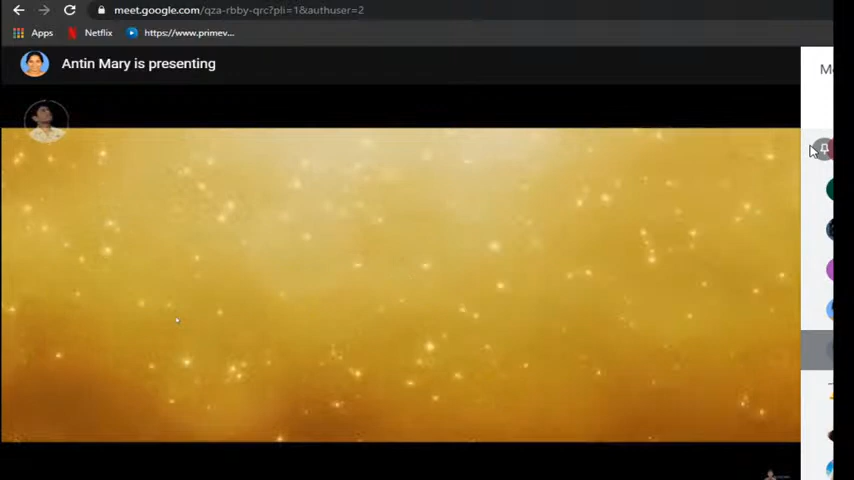 meet.google.com/qza-rbby-qrc?pli=1&authuser=2
Apps Netflix https://www.primev...
Antin Mary is presenting